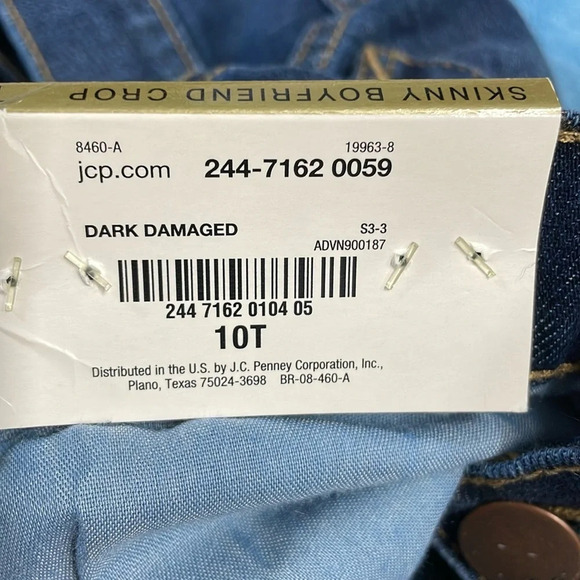 SKINNY BOYFRIEND CROP
8460-A 19963-8
jcp.com 244-7162 0059
DARK DAMAGED S3-3
ADVN900187
244 7162 0104 05
10T
Distributed in the U.S. by J.C. Penney Corporation, Inc.,
Plano, Texas 75024-3698 BR-08-460-A